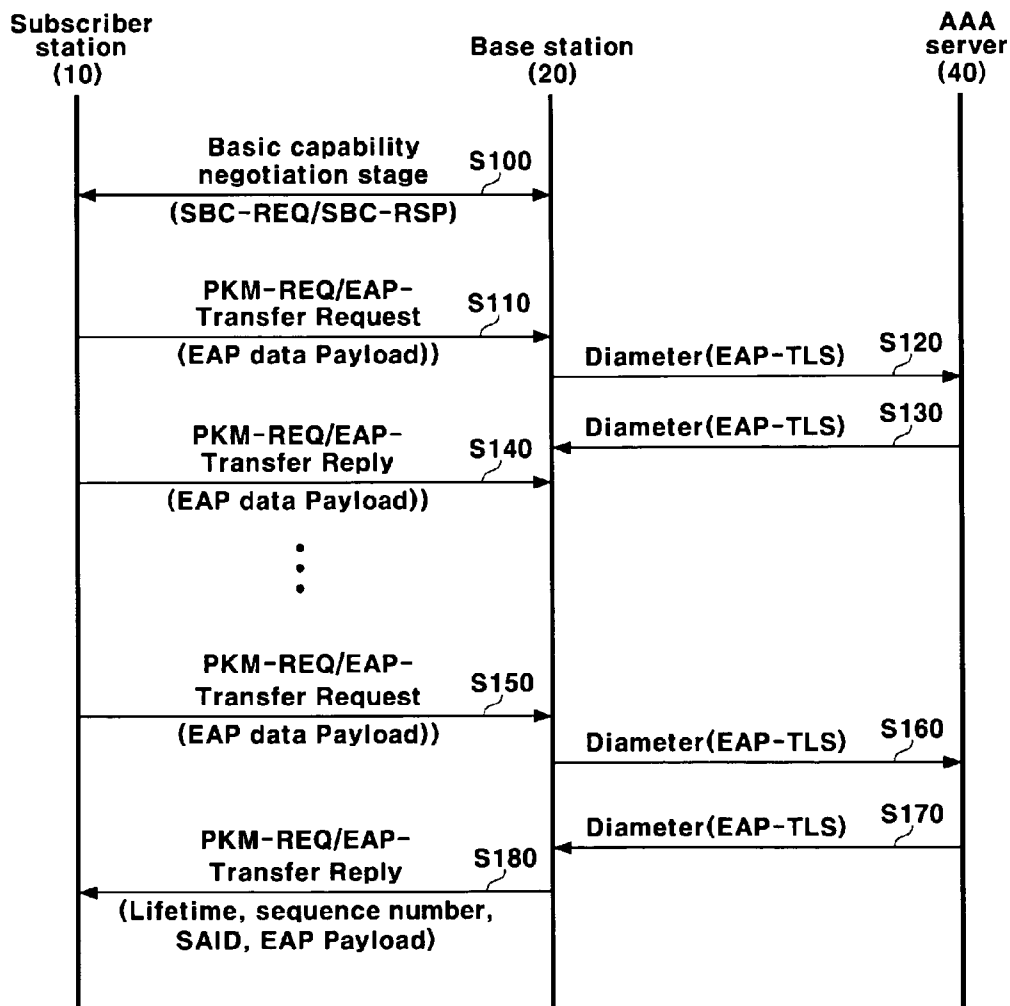 Subscriber
station
(10)
Base station
(20)
AAA
server
(40)
Basic capability
negotiation stage
S100
(SBC-REQ/SBC-RSP)
PKM-REQ/EAP-
Transfer Request
S110
(EAP data Payload))
Diameter(EAP-TLS)
S120
Diameter(EAP-TLS)
S130
PKM-REQ/EAP-
Transfer Reply
S140
(EAP data Payload))
PKM-REQ/EAP-
Transfer Request
S150
(EAP data Payload))
Diameter(EAP-TLS)
S160
Diameter(EAP-TLS)
S170
PKM-REQ/EAP-
Transfer Reply
S180
(Lifetime, sequence number,
SAID, EAP Payload)